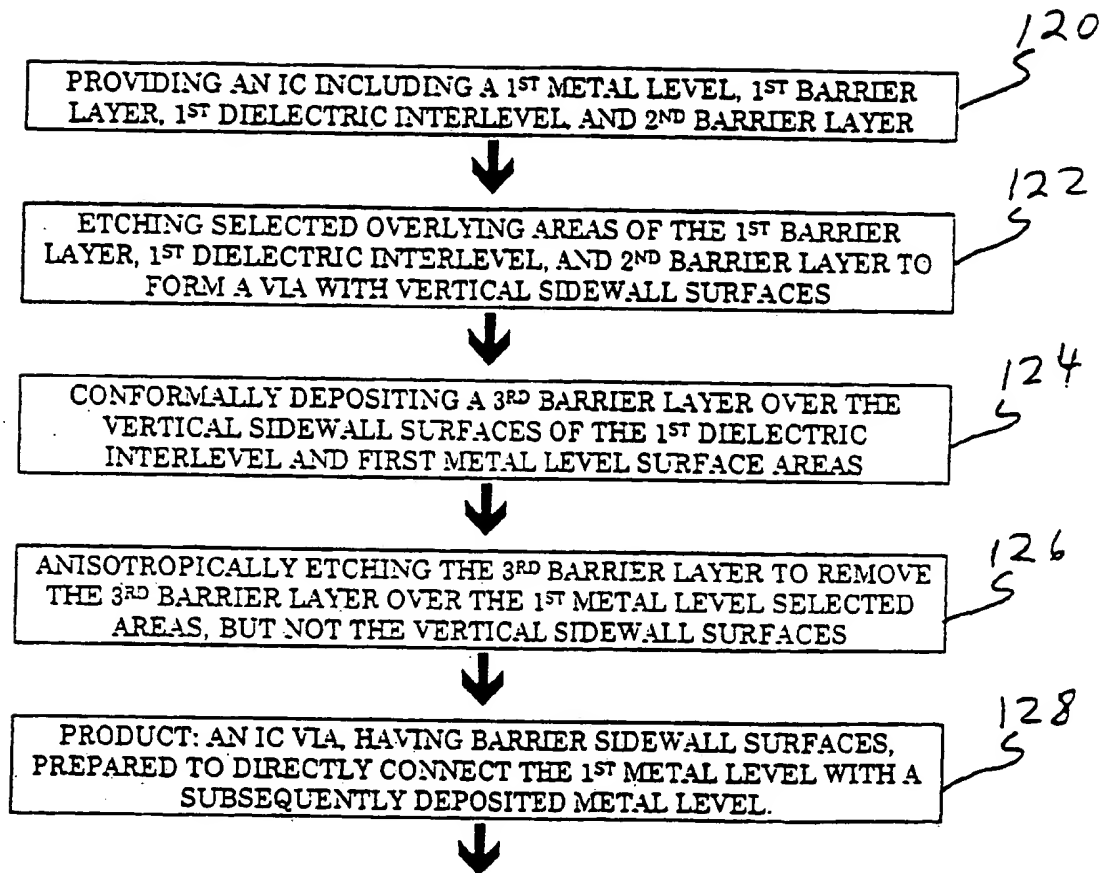 120
PROVIDING AN IC INCLUDING A 1ST METAL LEVEL, 1ST BARRIER
LAYER, 1ST DIELECTRIC INTERLEVEL, AND 2ND BARRIER LAYER
122
ETCHING SELECTED OVERLYING AREAS OF THE 1ST BARRIER
LAYER, 1ST DIELECTRIC INTERLEVEL, AND 2ND BARRIER LAYER TO
FORM A VIA WITH VERTICAL SIDEWALL SURFACES
124
CONFORMALLY DEPOSITING A 3RD BARRIER LAYER OVER THE
VERTICAL SIDEWALL SURFACES OF THE 1ST DIELECTRIC
INTERLEVEL AND FIRST METAL LEVEL SURFACE AREAS
126
ANISOTROPICALLY ETCHING THE 3RD BARRIER LAYER TO REMOVE
THE 3RD BARRIER LAYER OVER THE 1ST METAL LEVEL SELECTED
AREAS, BUT NOT THE VERTICAL SIDEWALL SURFACES
128
PRODUCT: AN IC VIA, HAVING BARRIER SIDEWALL SURFACES,
PREPARED TO DIRECTLY CONNECT THE 1ST METAL LEVEL WITH A
SUBSEQUENTLY DEPOSITED METAL LEVEL.